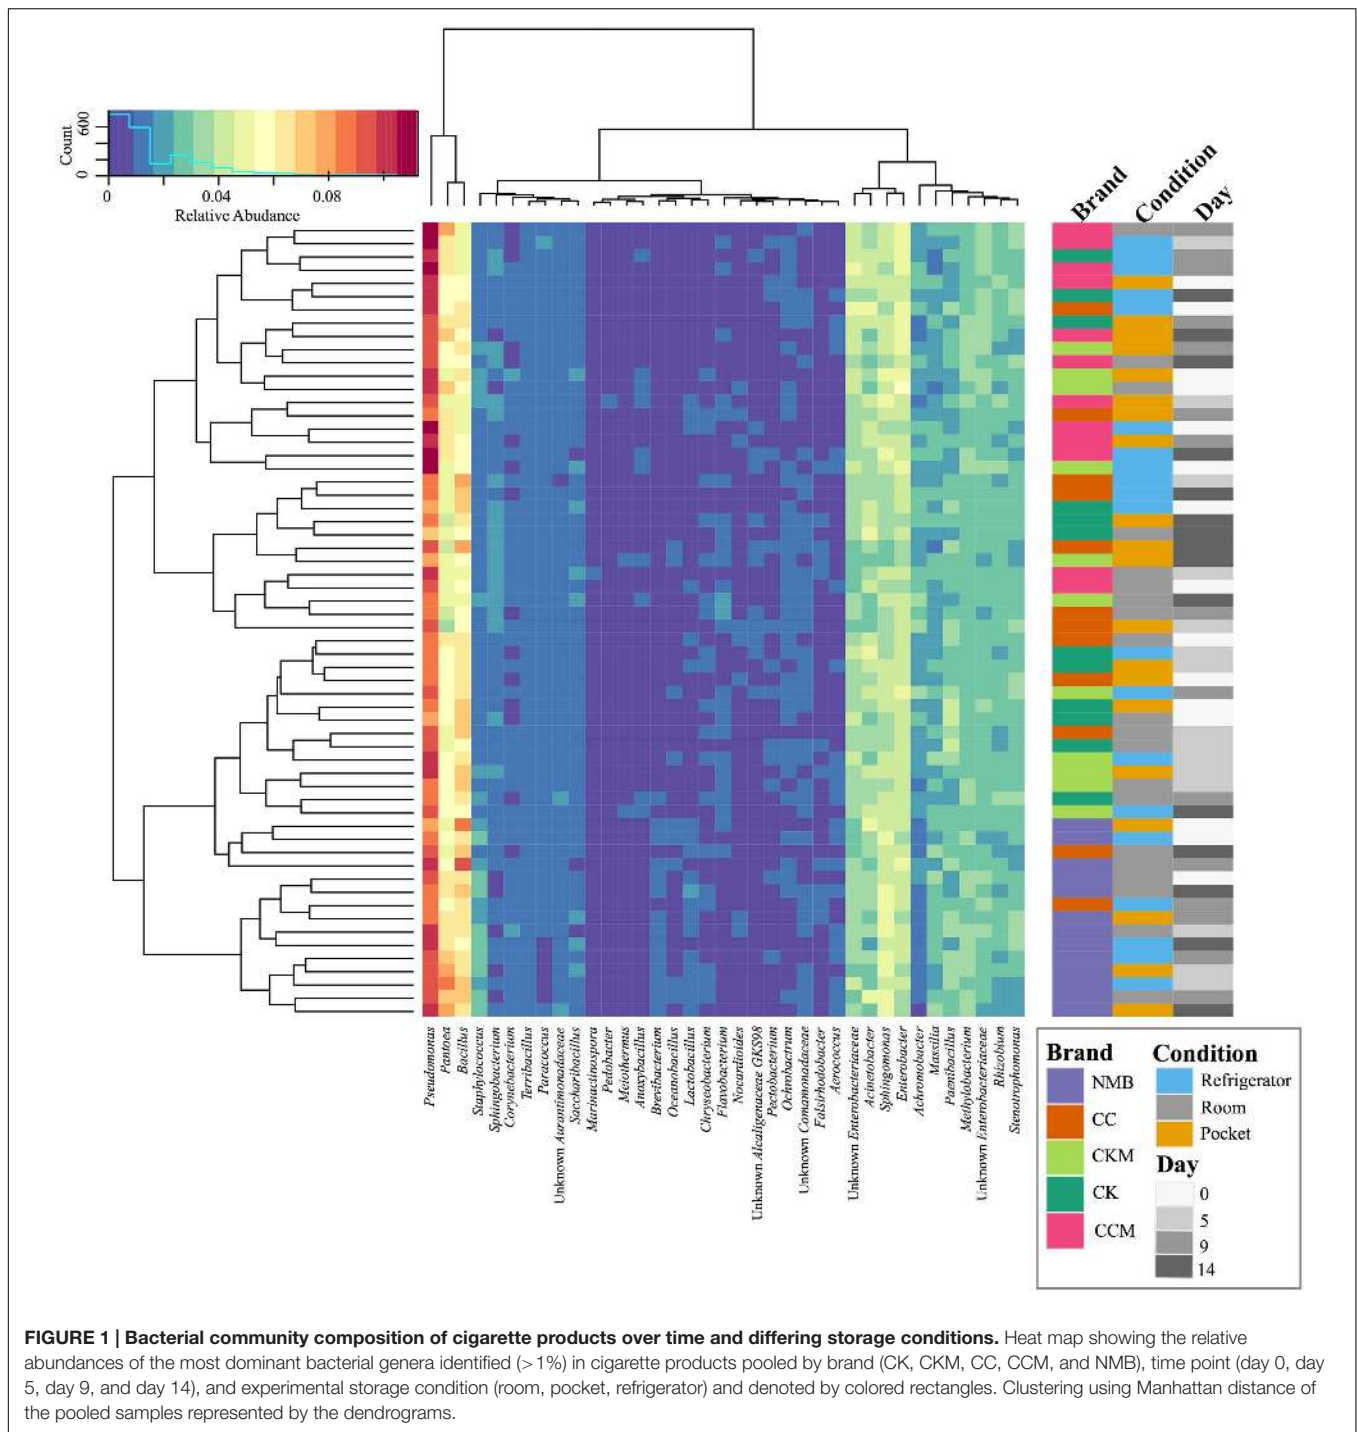 Count
0 600
0 0.04 0.08
Relative Abudance
Brand Condition Day
Pseudomonas
Pantoea
Bacillus
Staphylococcus
Sphingobacterium
Corynebacterium
Terribacillus
Paracoccus
Unknown Aurantimonadaceae
Saccharibacillus
Marinactinospora
Pedobacter
Meiothermus
Anoxybacillus
Brevibacterium
Oceanobacillus
Lactobacillus
Chryseobacterium
Flavobacterium
Nocardioides
Unknown Alcaligenaceae GKS98
Pectobacterium
Ochrobactrum
Unknown Comamonadaceae
Falsirhodobacter
Aerococcus
Unknown Enterobacteriaceae
Acinetobacter
Sphingomonas
Enterobacter
Achromobacter
Massilia
Paenibacillus
Methylobacterium
Unknown Enterobacteriaceae
Rhizobium
Stenotrophomonas
Brand
NMB
CC
CKM
CK
CCM
Condition
Refrigerator
Room
Pocket
Day
0
5
9
14
FIGURE 1 | Bacterial community composition of cigarette products over time and differing storage conditions. Heat map showing the relative
abundances of the most dominant bacterial genera identified (>1%) in cigarette products pooled by brand (CK, CKM, CC, CCM, and NMB), time point (day 0, day
5, day 9, and day 14), and experimental storage condition (room, pocket, refrigerator) and denoted by colored rectangles. Clustering using Manhattan distance of
the pooled samples represented by the dendrograms.